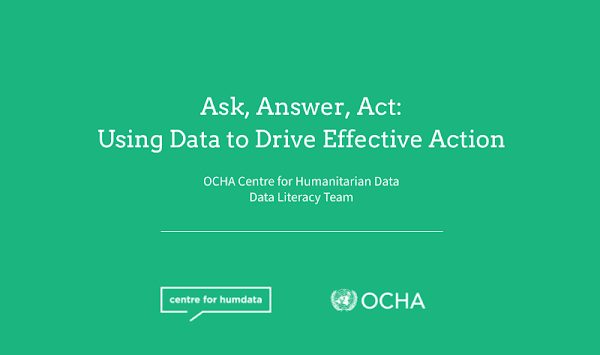 Ask, Answer, Act:
Using Data to Drive Effective Action
OCHA Centre for Humanitarian Data
Data Literacy Team
centre for humdata
OCHA